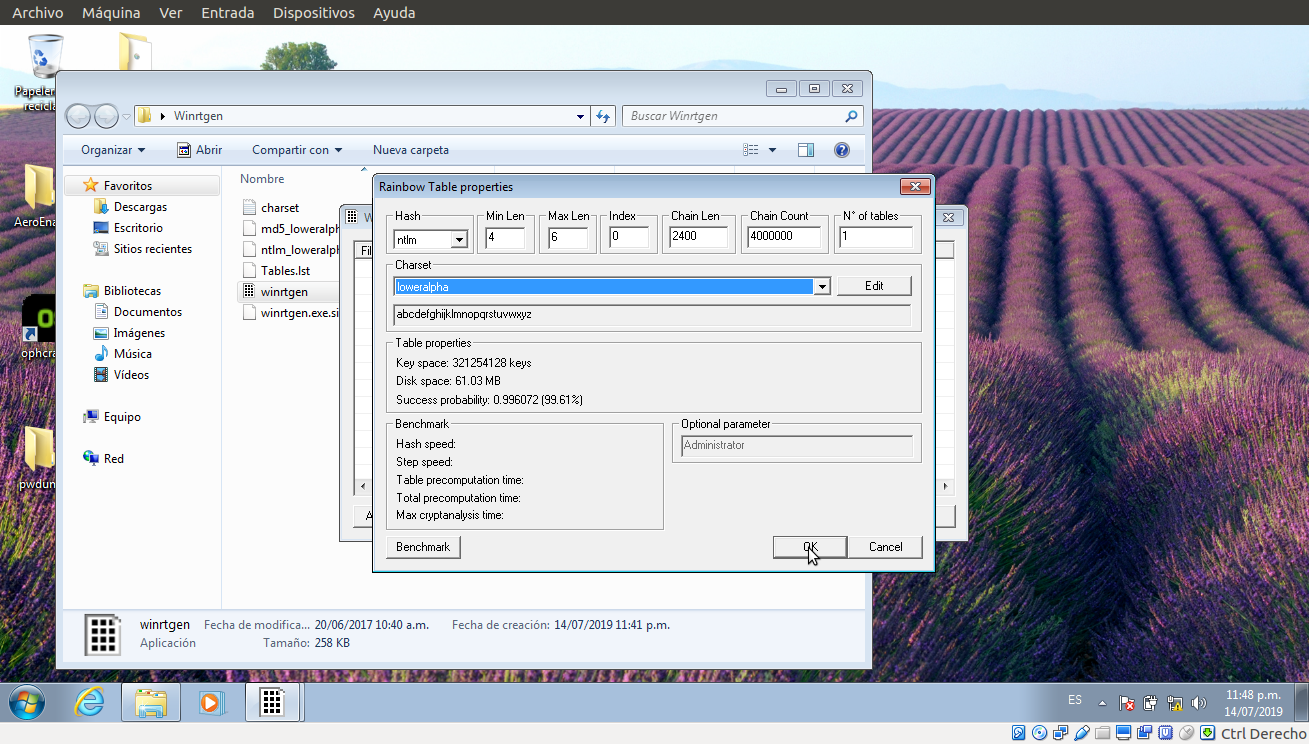 Archivo Máquina Ver Entrada Dispositivos Ayuda
Winrtgen
Buscar Winrtgen
Organizar Abrir Compartir con Nueva carpeta
Favoritos
Descargas
Escritorio
Sitios recientes
Bibliotecas
Documentos
Imágenes
Música
Vídeos
Equipo
Red
Nombre
charset
md5_loweralph
ntlm_loweralph
Tables.lst
winrtgen
winrtgen.exe.si
Rainbow Table properties
Hash Min Len Max Len Index Chain Len Chain Count N° of tables
ntlm 4 6 0 2400 4000000 1
Charset
loweralpha Edit
abcdefghijklmnopqrstuvwxyz
Table properties
Key space: 321254128 keys
Disk space: 61.03 MB
Success probability: 0.996072 (99.61%)
Benchmark
Hash speed:
Step speed:
Table precomputation time:
Total precomputation time:
Max cryptanalysis time:
Optional parameter
Administrator
Benchmark OK Cancel
winrtgen Fecha de modifica... 20/06/2017 10:40 a.m. Fecha de creación: 14/07/2019 11:41 p.m.
Aplicación Tamaño: 258 KB
ES 11:48 p.m.
14/07/2019
Ctrl Derecho